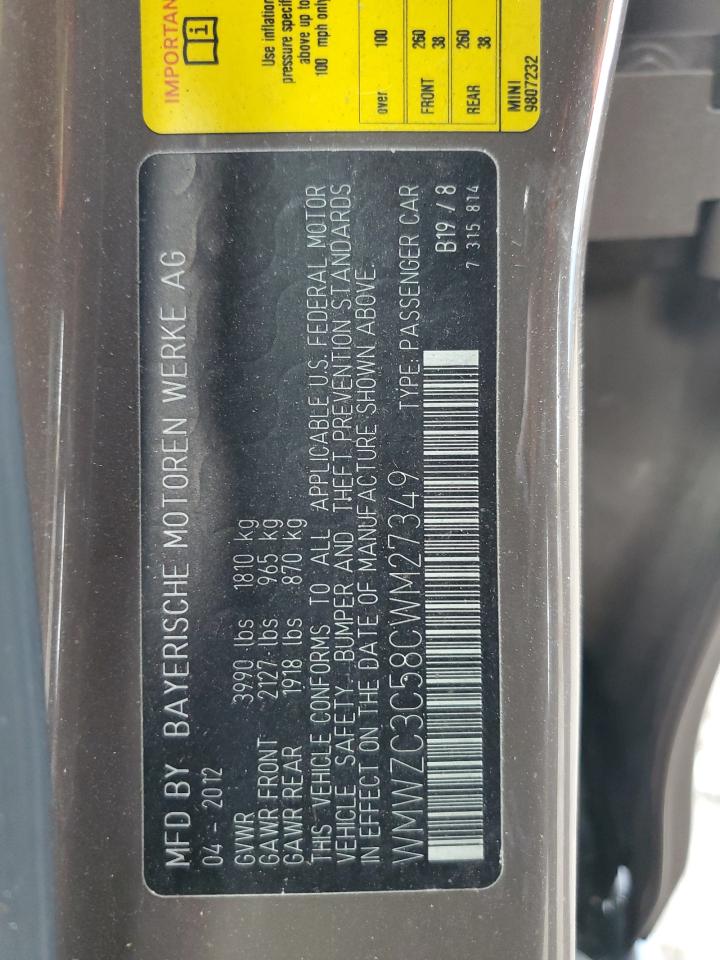 MFD BY BAYERISCHE MOTOREN WERKE AG
04 - 2012
GVWR 3990 lbs 1810 kg
GAWR FRONT 2127 lbs 965 kg
GAWR REAR 1918 lbs 870 kg
THIS VEHICLE CONFORMS TO ALL APPLICABLE U.S. FEDERAL MOTOR
VEHICLE SAFETY, BUMPER AND THEFT PREVENTION STANDARDS
IN EFFECT ON THE DATE OF MANUFACTURE SHOWN ABOVE.
WMWZC3C58CWM27349 TYPE: PASSENGER CAR
B19 / 8
7 315 814
IMPORTAN
i
Use inflation
pressure specif
above up to
100 mph only
over 100
FRONT 260
38
REAR 260
38
MINI
9807232